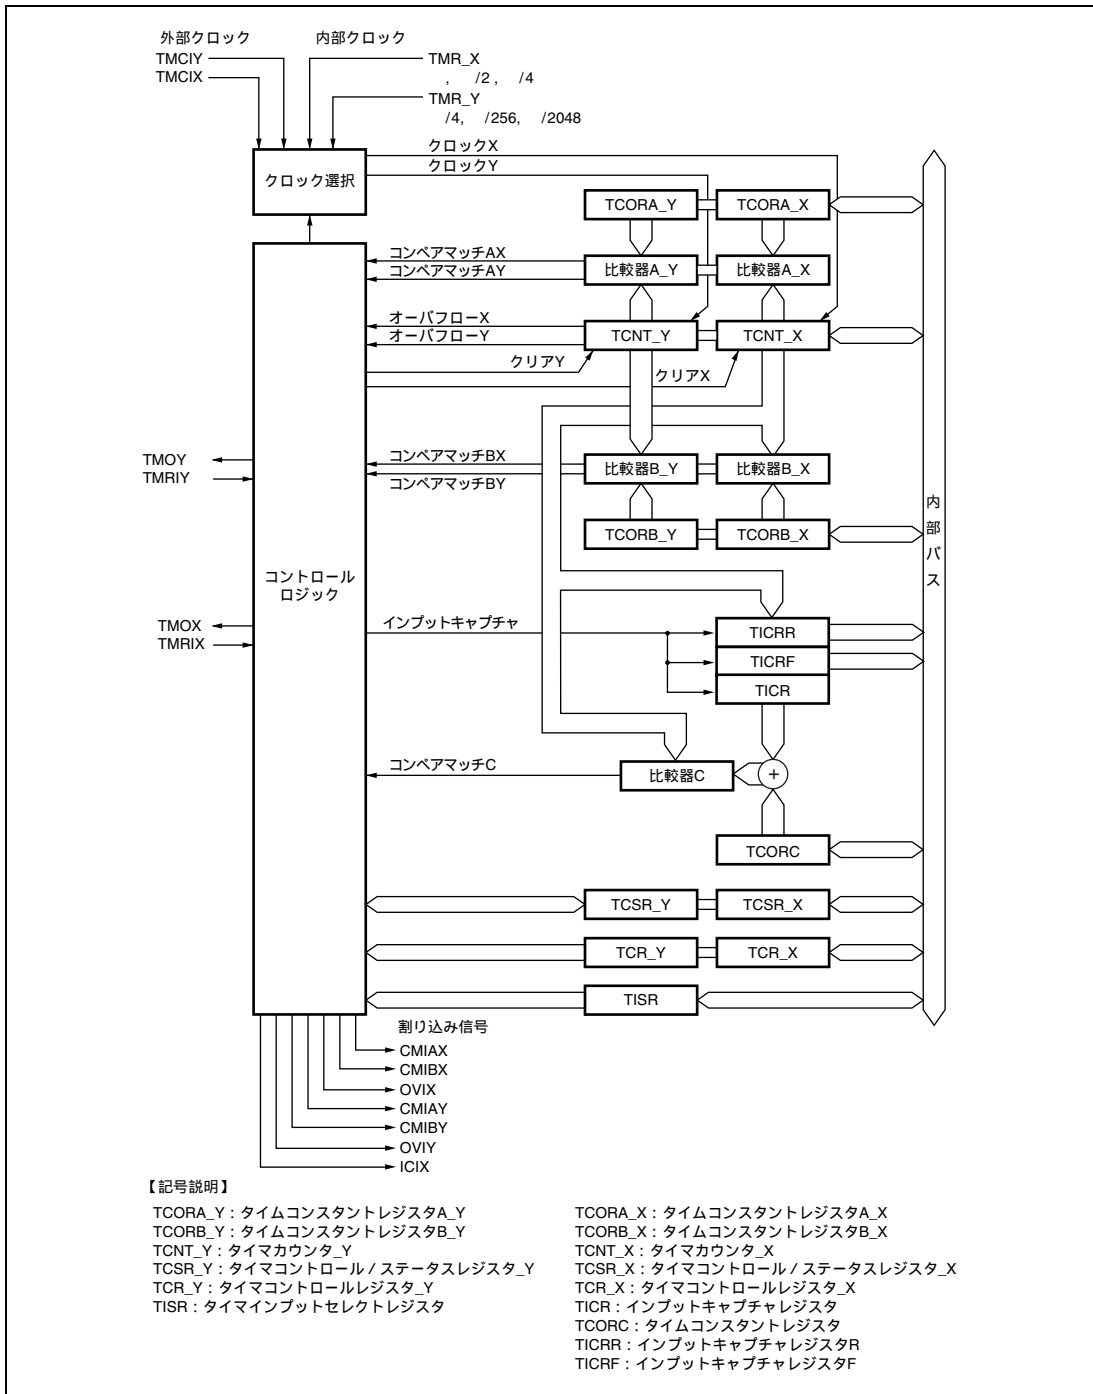 外部クロック 内部クロック
TMCIY TMR_X
TMCIX , /2 , /4
TMR_Y
/4, /256, /2048
クロックX
クロックY
クロック選択
TCORA_Y TCORA_X
コンペアマッチAX
コンペアマッチAY
比較器A_Y 比較器A_X
オーバフローX
オーバフローY
TCNT_Y TCNT_X
クリアY
クリアX
コンペアマッチBX
コンペアマッチBY
比較器B_Y 比較器B_X
TMOY
TMRIY
TCORB_Y TCORB_X
内部バス
コントロール
ロジック
インプットキャプチャ
TMOX
TMRIX
TICRR
TICRF
TICR
コンペアマッチC
比較器C
+
TCORC
TCSR_Y TCSR_X
TCR_Y TCR_X
TISR
割り込み信号
CMIAX
CMIBX
OVIX
CMIAY
CMIBY
OVIY
ICIX
【記号説明】
TCORA_Y : タイムコンスタントレジスタA_Y
TCORB_Y : タイムコンスタントレジスタB_Y
TCNT_Y : タイマカウンタ_Y
TCSR_Y : タイマコントロール / ステータスレジスタ_Y
TCR_Y : タイマコントロールレジスタ_Y
TISR : タイマインプットセレクトレジスタ
TCORA_X : タイムコンスタントレジスタA_X
TCORB_X : タイムコンスタントレジスタB_X
TCNT_X : タイマカウンタ_X
TCSR_X : タイマコントロール / ステータスレジスタ_X
TCR_X : タイマコントロールレジスタ_X
TICR : インプットキャプチャレジスタ
TCORC : タイムコンスタントレジスタ
TICRR : インプットキャプチャレジスタR
TICRF : インプットキャプチャレジスタF